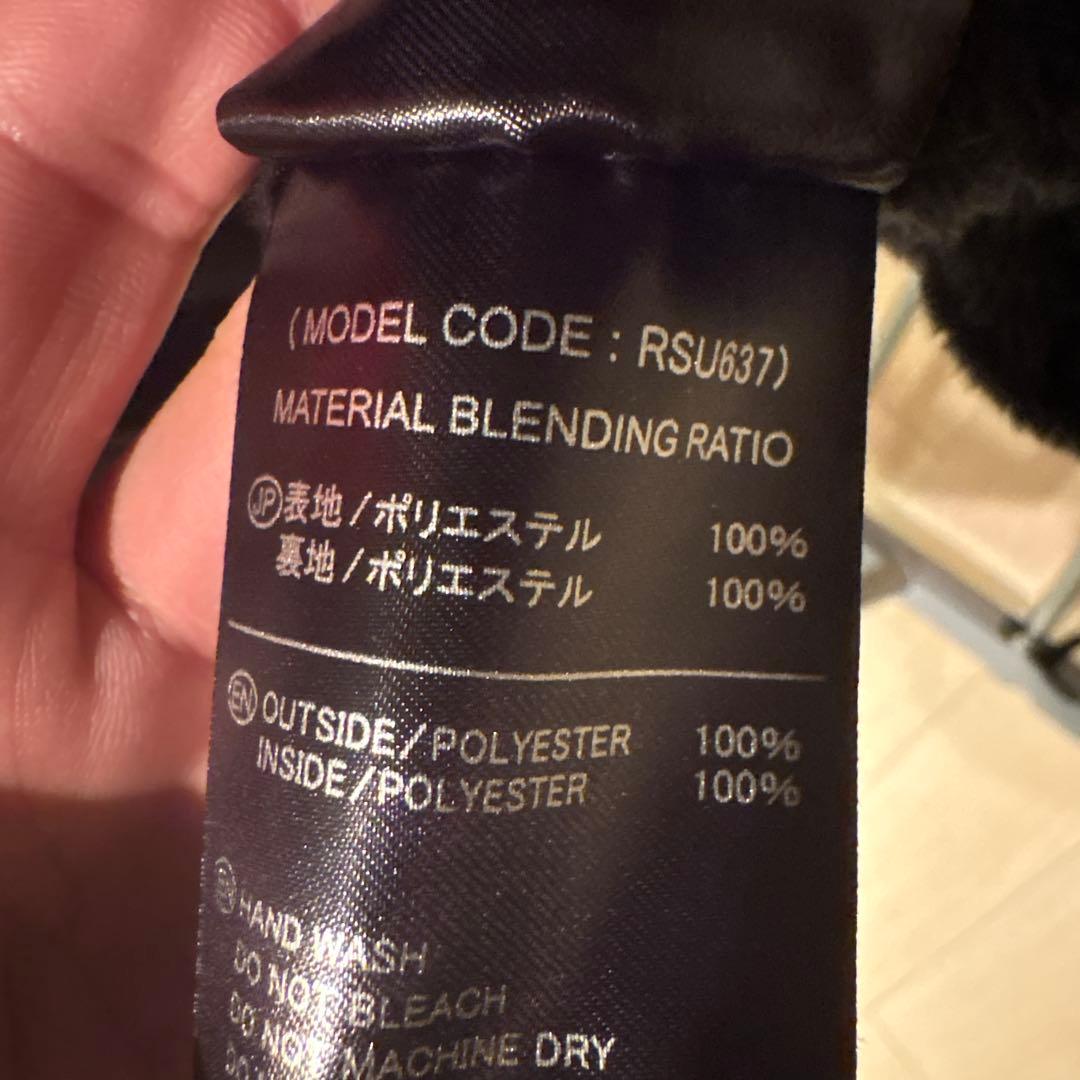 (MODEL CODE : RSU637)
MATERIAL BLENDING RATIO
JP 表地/ポリエステル 100%
裏地/ポリエステル 100%
EN OUTSIDE/POLYESTER 100%
INSIDE/POLYESTER 100%
HAND WASH
DO NOT BLEACH
DO NOT MACHINE DRY
DO